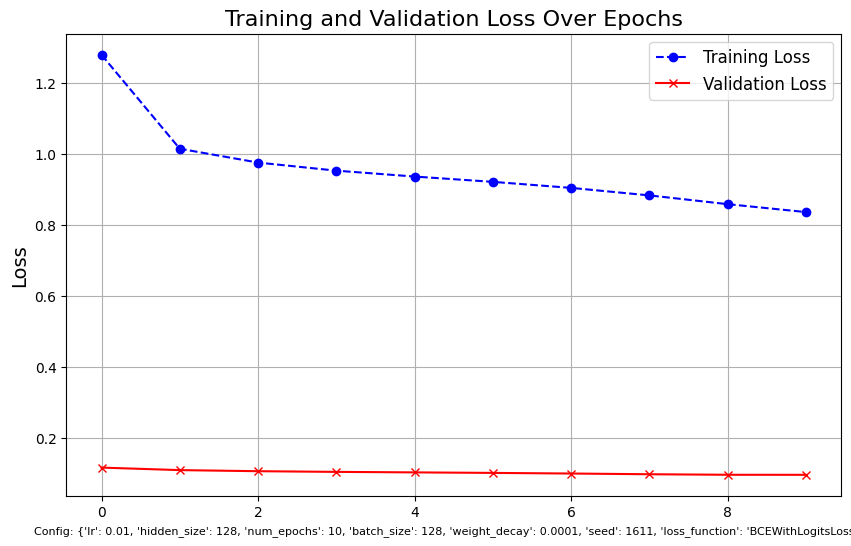 Training and Validation Loss Over Epochs
Training Loss
Validation Loss
Loss
1.2
1.0
0.8
0.6
0.4
0.2
0 2 4 6 8
Config: {'lr': 0.01, 'hidden_size': 128, 'num_epochs': 10, 'batch_size': 128, 'weight_decay': 0.0001, 'seed': 1611, 'loss_function': 'BCEWithLogitsLoss